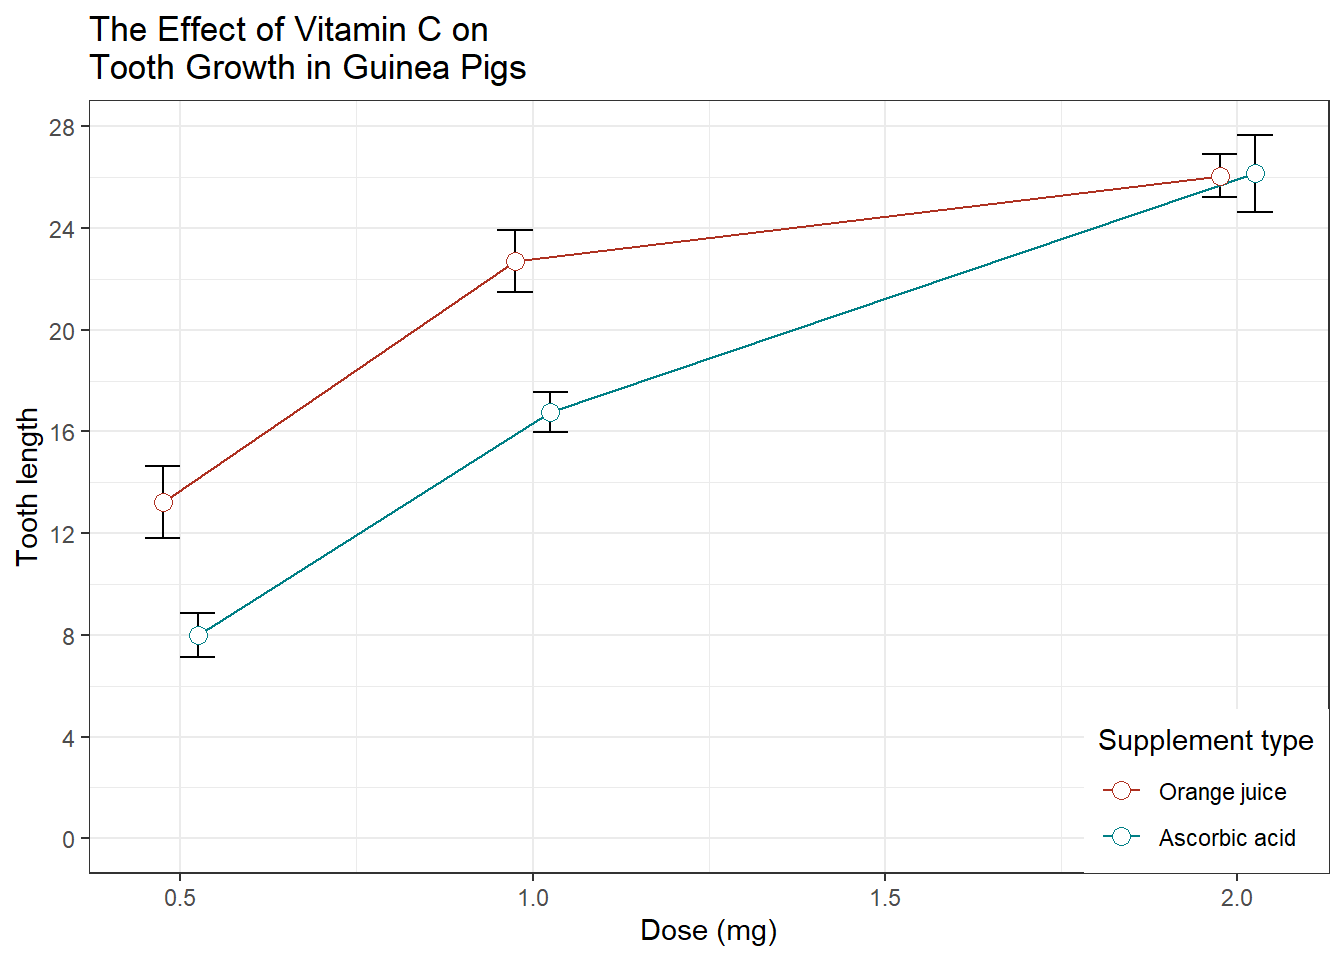 The Effect of Vitamin C on
Tooth Growth in Guinea Pigs
Tooth length
28
24
20
16
12
8
4
0
0.5
1.0
1.5
2.0
Dose (mg)
Supplement type
Orange juice
Ascorbic acid